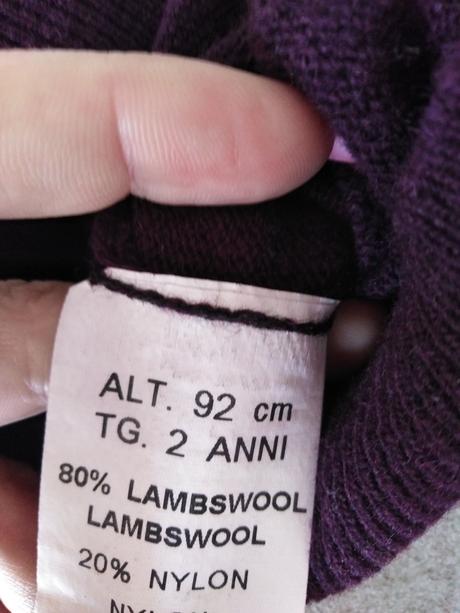 ALT. 92 cm
TG. 2 ANNI
80% LAMBSWOOL
LAMBSWOOL
20% NYLON